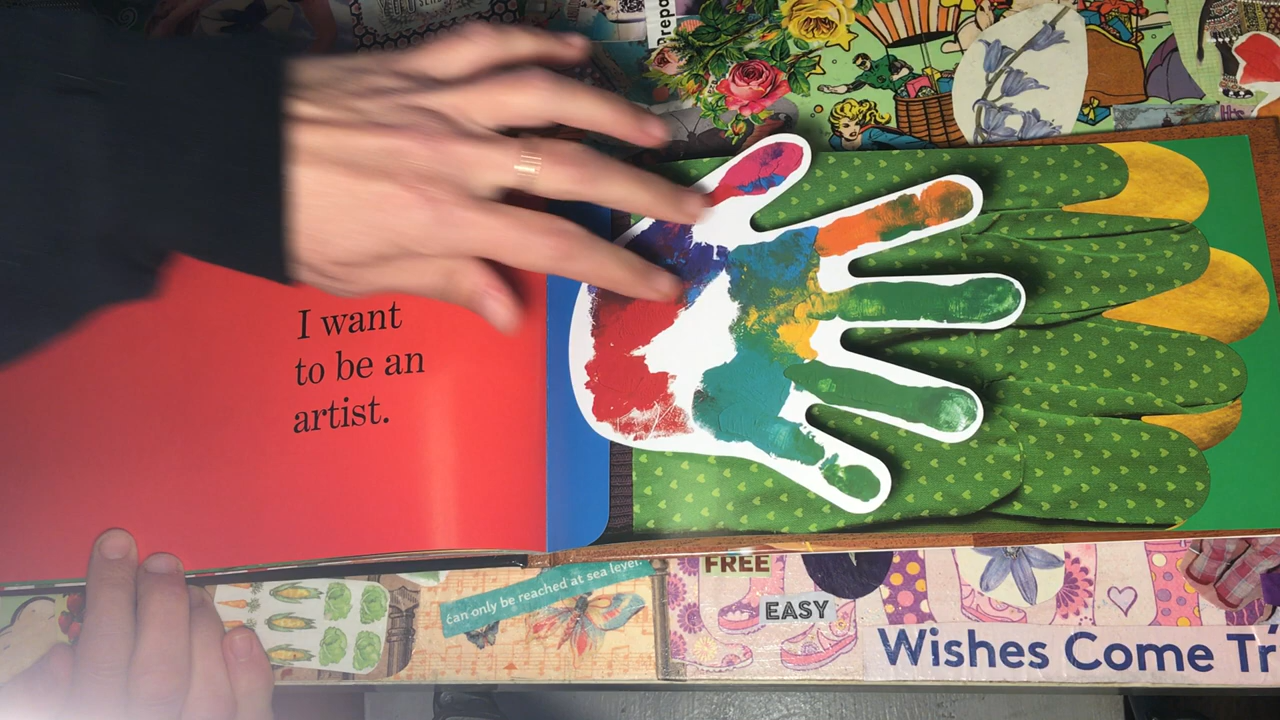 I want
to be an
artist.
can only be reached at sea level.
FREE
EASY
Wishes Come Tr